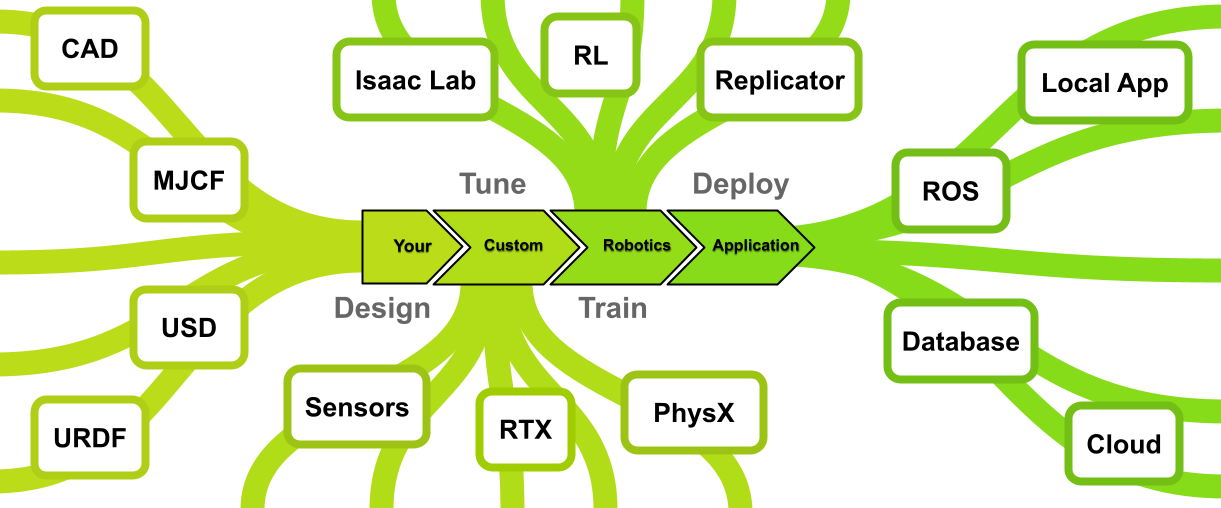 CAD
MJCF
USD
URDF
Isaac Lab
RL
Replicator
Local App
ROS
Tune
Deploy
Your
Custom
Robotics
Application
Design
Train
Sensors
RTX
PhysX
Database
Cloud